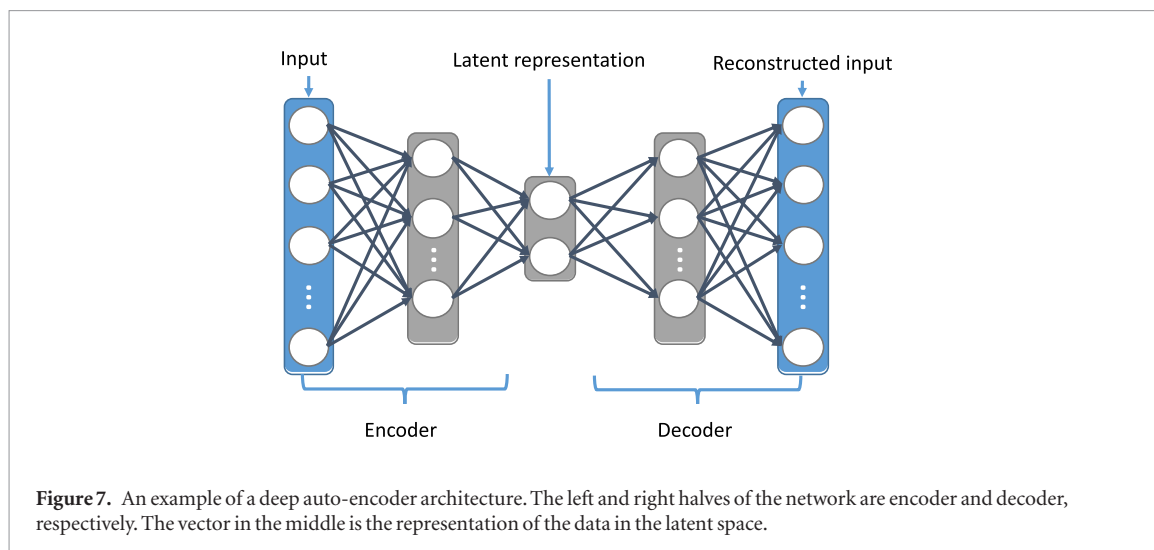 Input
Latent representation
Reconstructed input
Encoder
Decoder
Figure 7. An example of a deep auto-encoder architecture. The left and right halves of the network are encoder and decoder,
respectively. The vector in the middle is the representation of the data in the latent space.